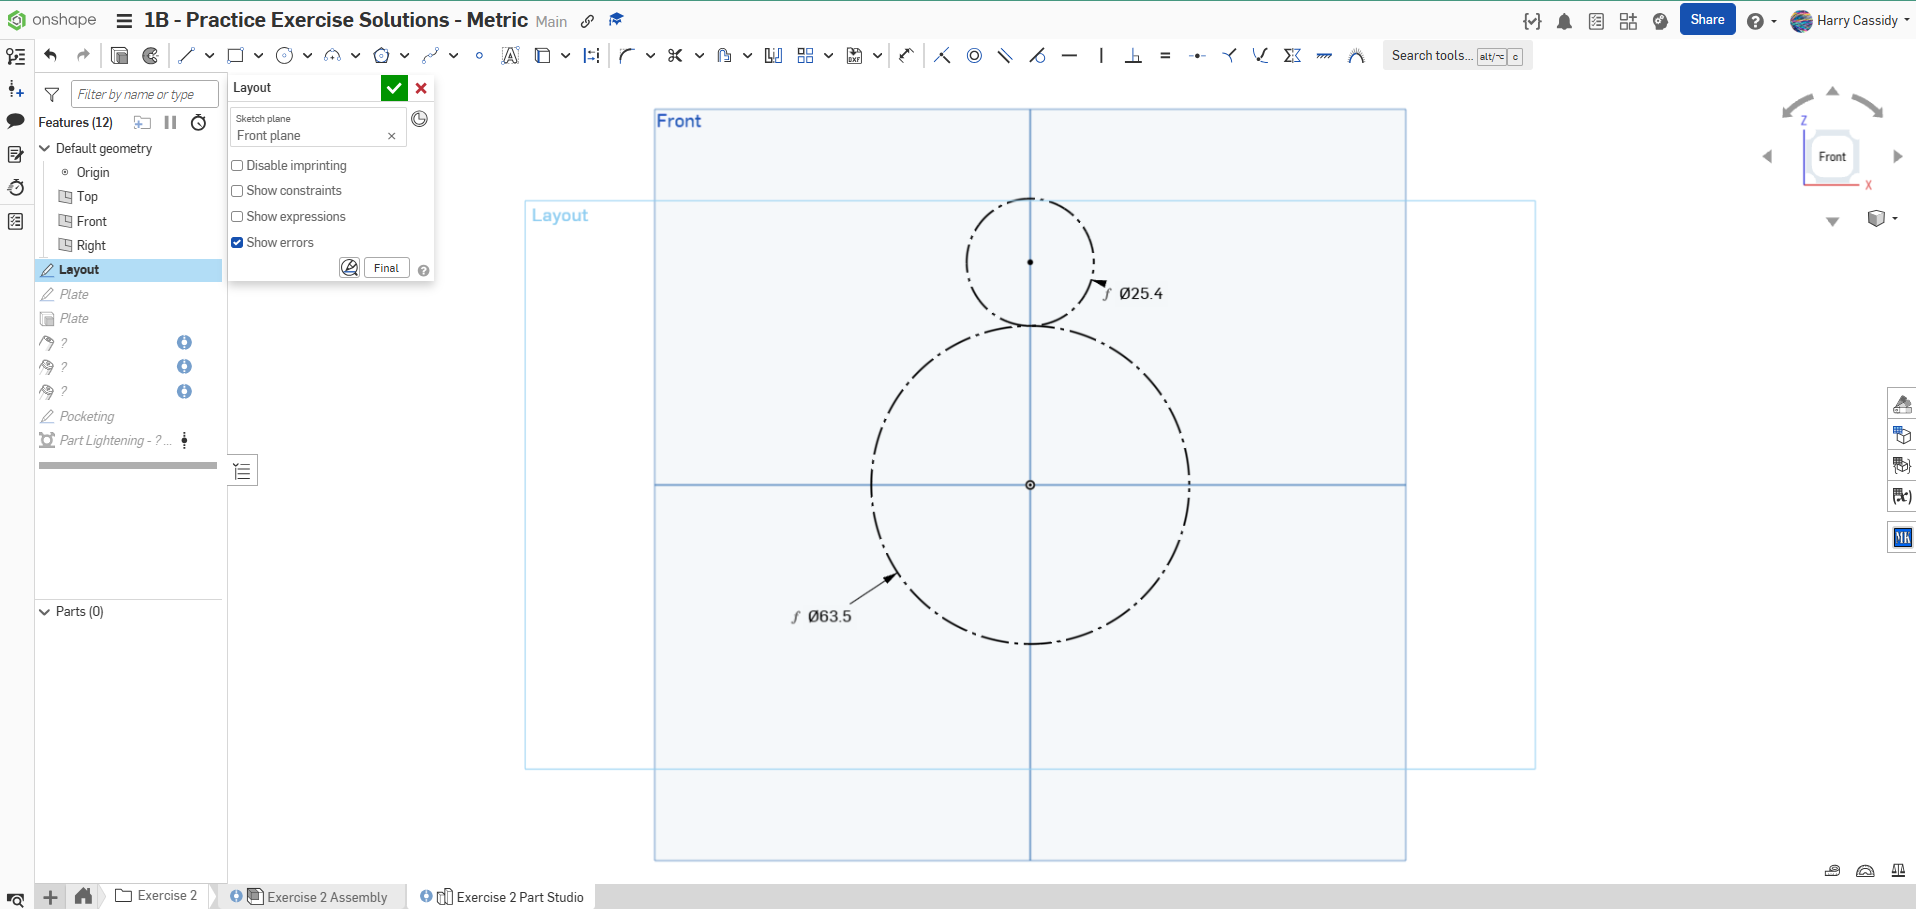 onshape 1B - Practice Exercise Solutions - Metric Main Share Harry Cassidy
Search tools... alt/⌥ c
Filter by name or type
Features (12)
Default geometry
Origin
Top
Front
Right
Layout
Plate
Plate
?
?
?
Pocketing
Part Lightening - ? ...
Parts (0)
Layout
Sketch plane
Front plane
Disable imprinting
Show constraints
Show expressions
Show errors
Final
Front
Layout
ƒ Ø25.4
ƒ Ø63.5
Z
Front
X
DXF
(x)
MK
Exercise 2
Exercise 2 Assembly
Exercise 2 Part Studio